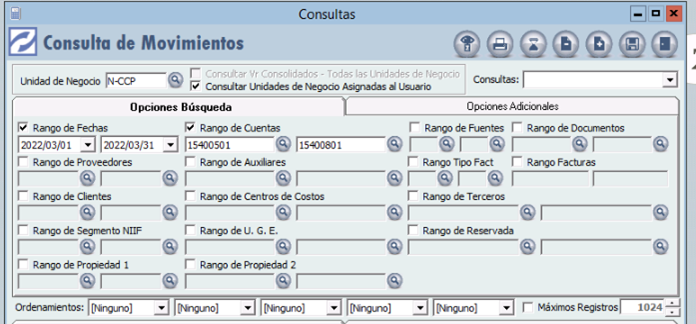 Consultas
Consulta de Movimientos
Unidad de Negocio N-CCP
Consultar Vr Consolidados - Todas las Unidades de Negocio
Consultar Unidades de Negocio Asignadas al Usuario
Consultas:
Opciones Búsqueda Opciones Adicionales
Rango de Fechas Rango de Cuentas Rango de Fuentes Rango de Documentos
2022/03/01 2022/03/31 15400501 15400801
Rango de Proveedores Rango de Auxiliares Rango Tipo Fact Rango Facturas
Rango de Clientes Rango de Centros de Costos Rango de Terceros
Rango de Segmento NIIF Rango de U. G. E. Rango de Reservada
Rango de Propiedad 1 Rango de Propiedad 2
Ordenamientos: [Ninguno] [Ninguno] [Ninguno] [Ninguno] [Ninguno] Máximos Registros 1024